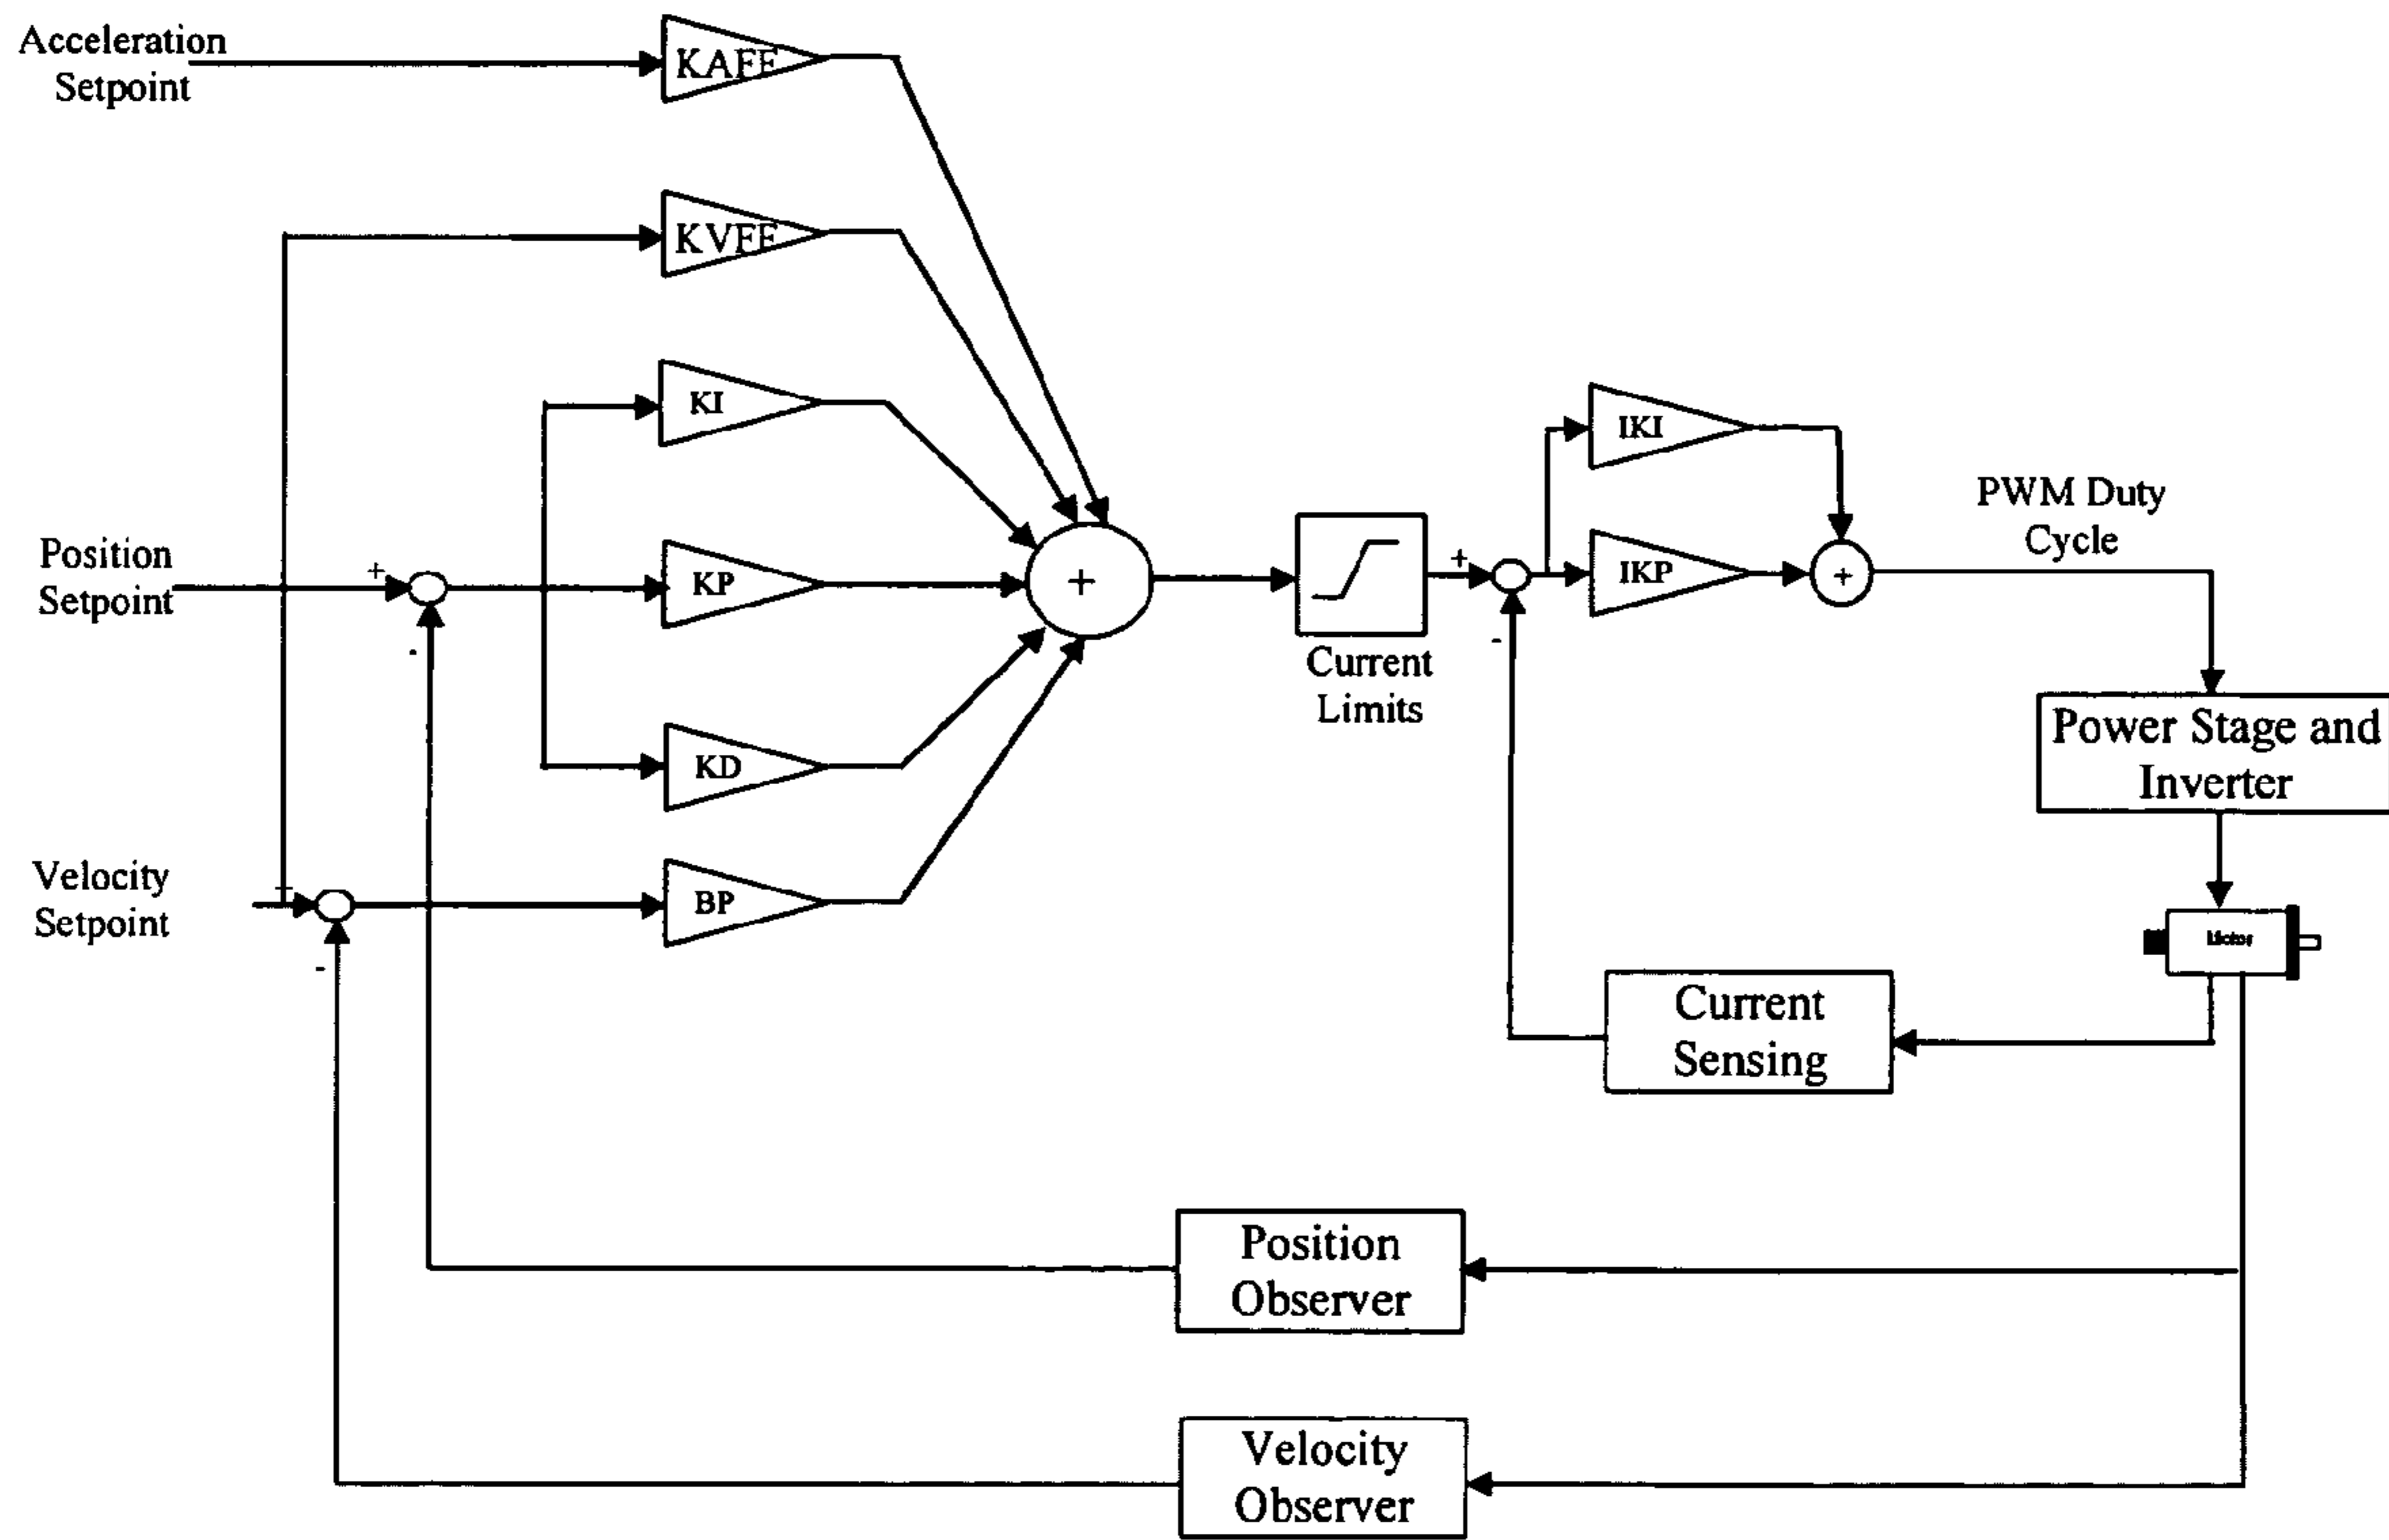 Acceleration
Setpoint
KAFF
KVFF
KI
IKI
PWM Duty
Cycle
Position
Setpoint
+
KP
+
+
IKP
+
-
-
Current
Limits
Power Stage and
Inverter
KD
Velocity
Setpoint
+
BP
-
Motor
Current
Sensing
Position
Observer
Velocity
Observer